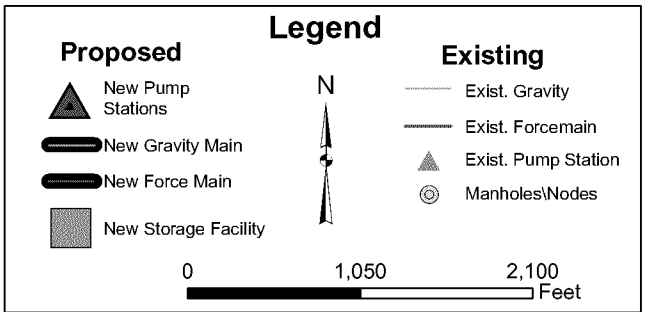 Legend
Proposed
New Pump
Stations
New Gravity Main
New Force Main
New Storage Facility
N
Existing
Exist. Gravity
Exist. Forcemain
Exist. Pump Station
Manholes\Nodes
0 1,050 2,100
Feet